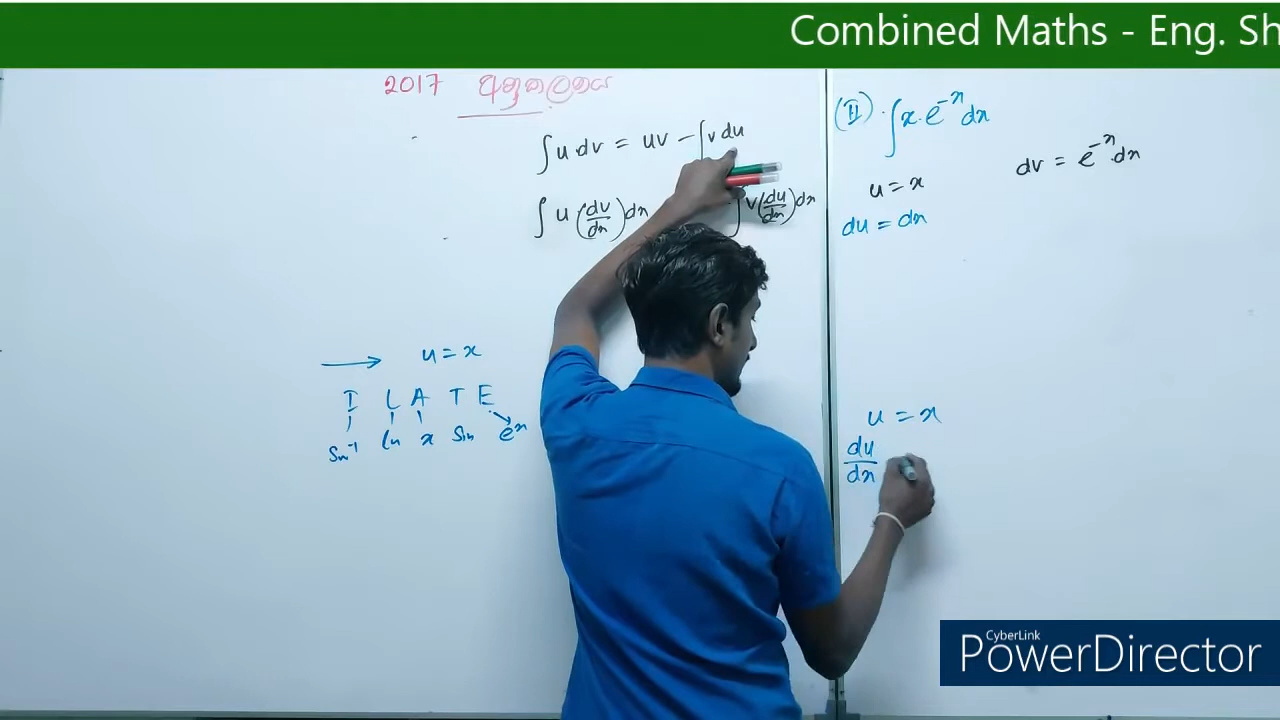 Combined Maths - Eng. Sh
2017 අනුකලනය
∫ u dv = uv - ∫ v du
∫ u (dv/dx) dx ∫ v (du/dx) dx
→ u = x
I L A T E
Sin⁻¹ ln x Sin eˣ
(II) . ∫ x . e⁻ˣ dx
u = x
du = dx
dv = e⁻ˣ . dx
u = x
du/dx
CyberLink
PowerDirector